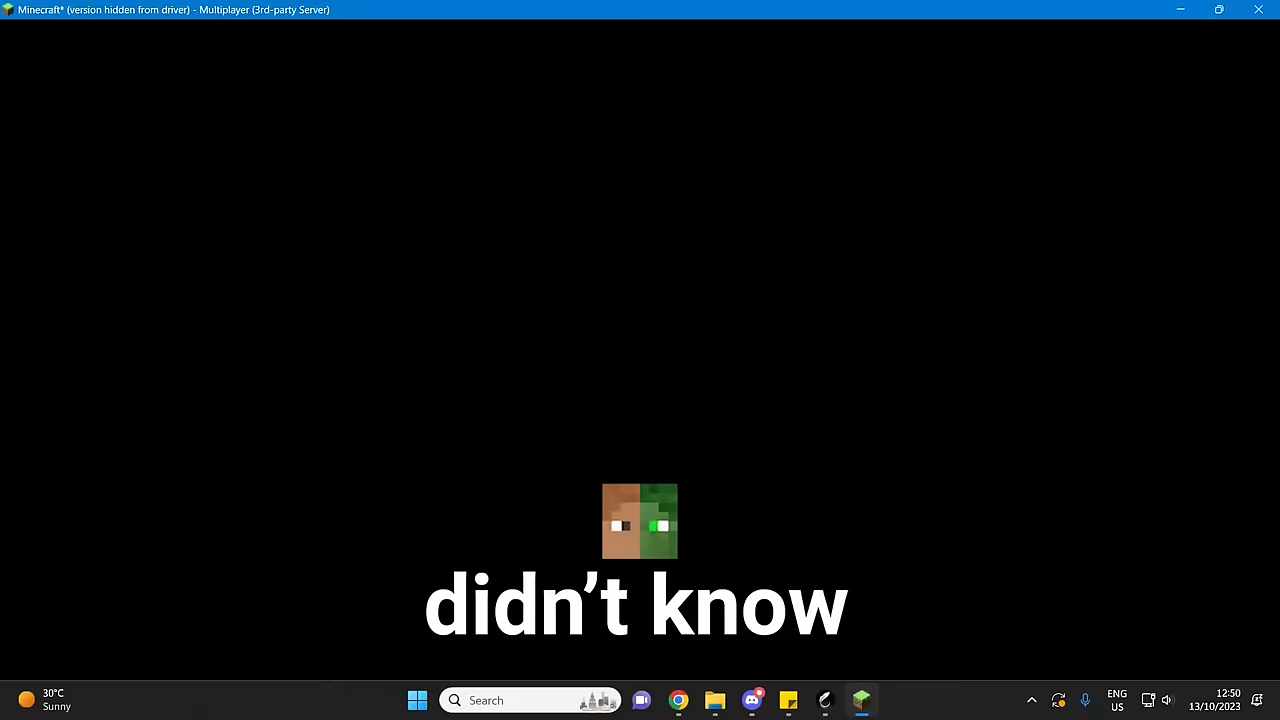 Minecraft* (version hidden from driver) - Multiplayer (3rd-party Server)
didn’t know
30°C
Sunny
Search
ENG
US
12:50
13/10/2023